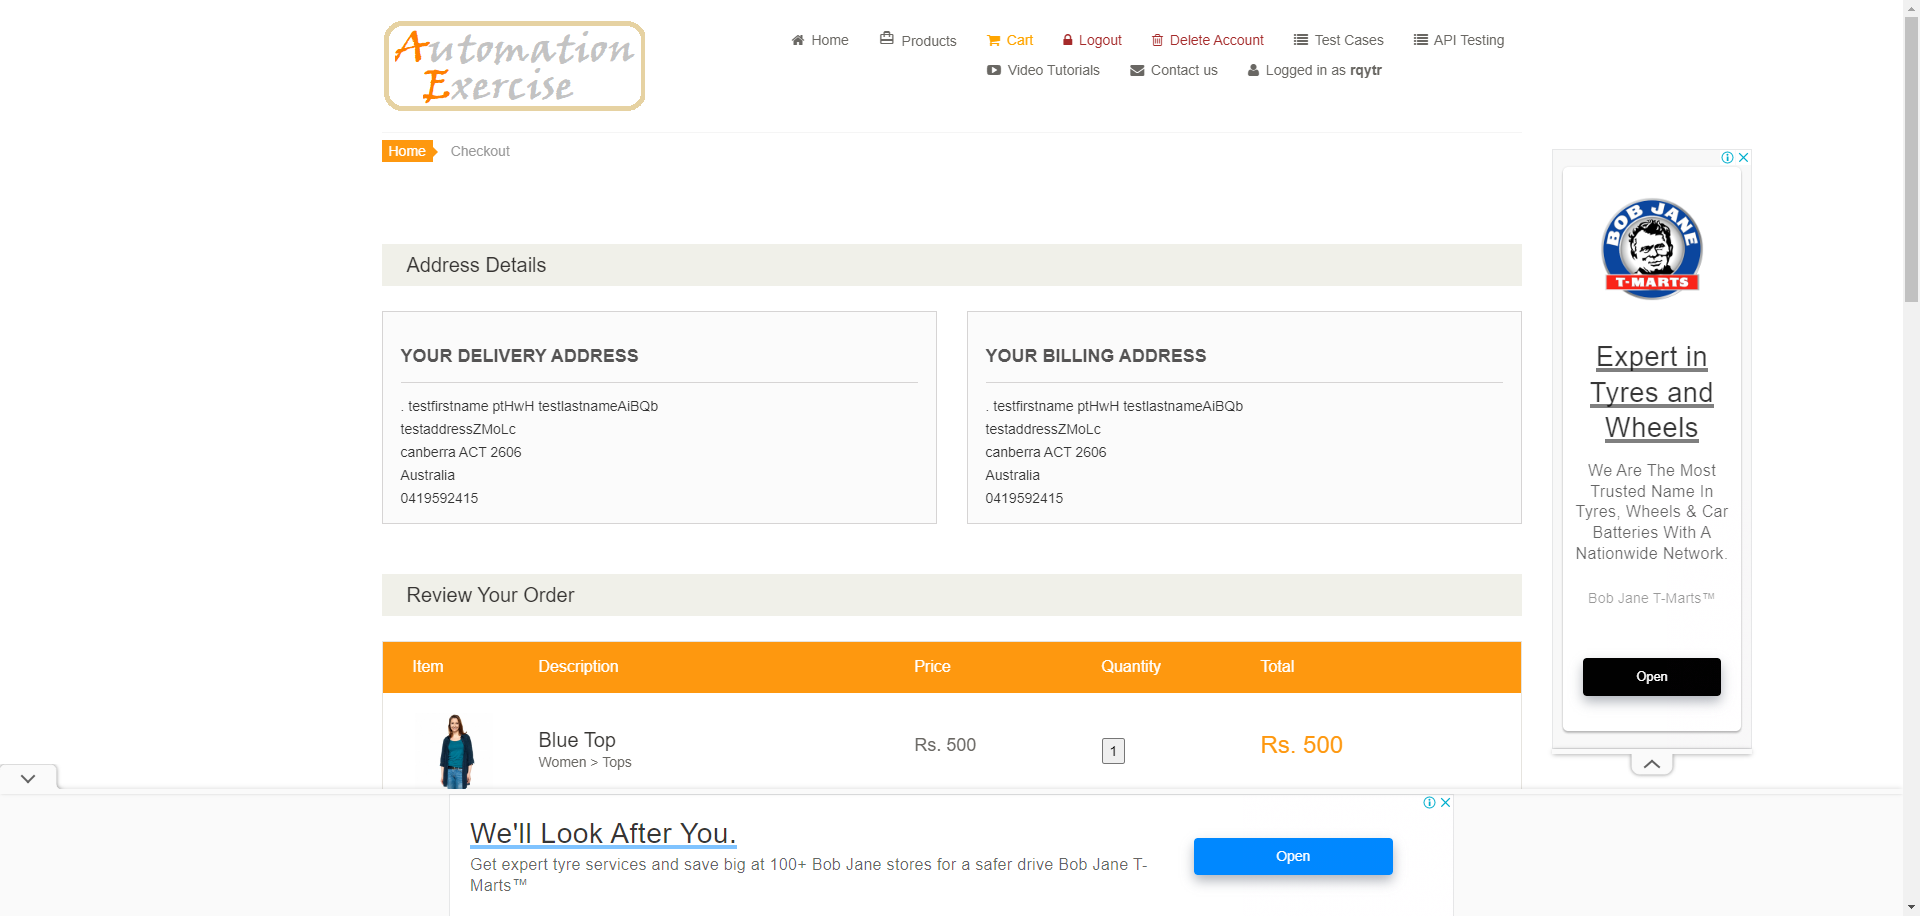 Automation
Exercise
Home
Products
Cart
Logout
Delete Account
Test Cases
API Testing
Video Tutorials
Contact us
Logged in as rqytr
Home
Checkout
Address Details
YOUR DELIVERY ADDRESS
. testfirstname ptHwH testlastnameAiBQb
testaddressZMoLc
canberra ACT 2606
Australia
0419592415
YOUR BILLING ADDRESS
. testfirstname ptHwH testlastnameAiBQb
testaddressZMoLc
canberra ACT 2606
Australia
0419592415
Review Your Order
Item Description Price Quantity Total
Blue Top
Women > Tops
Rs. 500
1
Rs. 500
BOB JANE
T-MARTS
Expert in
Tyres and
Wheels
We Are The Most
Trusted Name In
Tyres, Wheels & Car
Batteries With A
Nationwide Network.
Bob Jane T-Marts™
Open
We'll Look After You.
Get expert tyre services and save big at 100+ Bob Jane stores for a safer drive Bob Jane T-
Marts™
Open